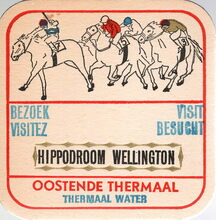 BEZOEK VISIT
VISITEZ BESUCHT
HIPPODROOM WELLINGTON
OOSTENDE THERMAAL
THERMAAL WATER